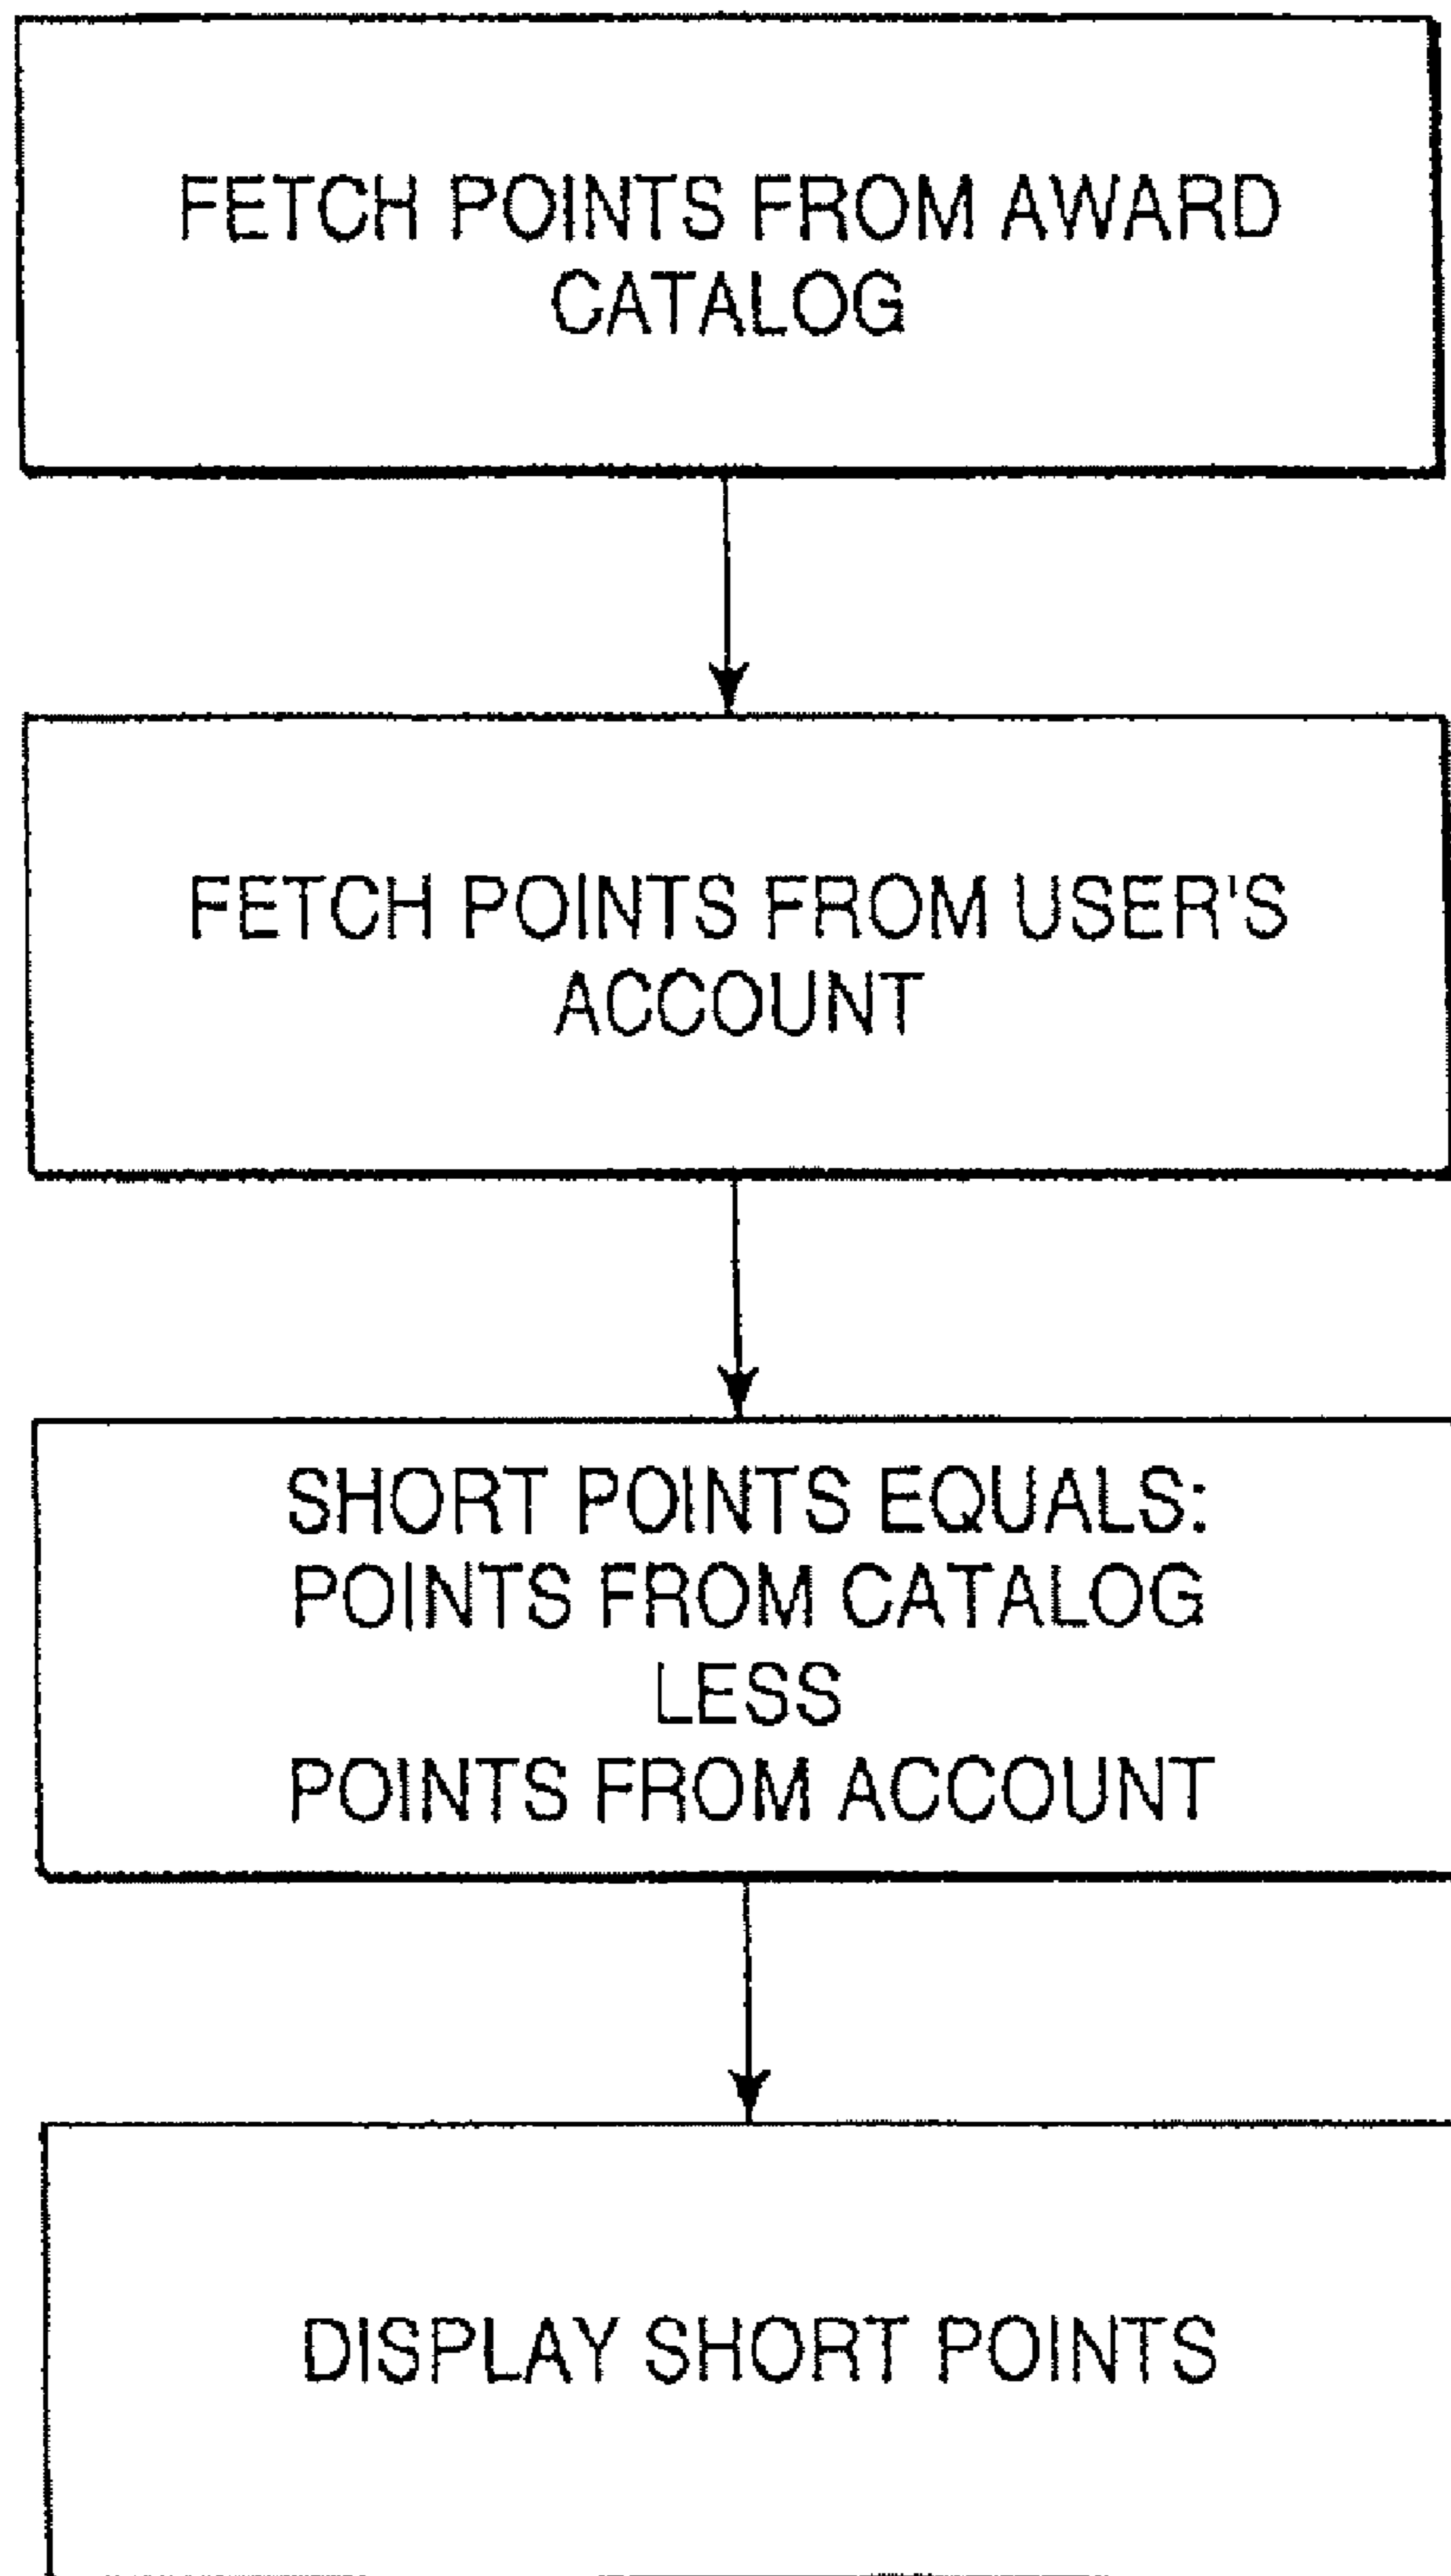 FETCH POINTS FROM AWARD
CATALOG
FETCH POINTS FROM USER'S
ACCOUNT
SHORT POINTS EQUALS:
POINTS FROM CATALOG
LESS
POINTS FROM ACCOUNT
DISPLAY SHORT POINTS